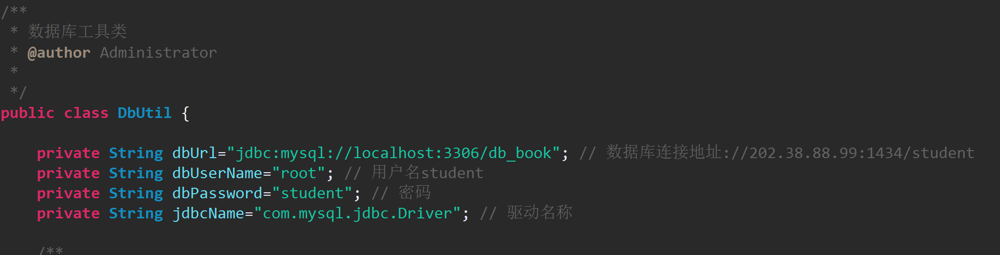 /**
 * 数据库工具类
 * @author Administrator
 *
 */
public class DbUtil {
    private String dbUrl="jdbc:mysql://localhost:3306/db_book"; // 数据库连接地址://202.38.88.99:1434/student
    private String dbUserName="root"; // 用户名student
    private String dbPassword="student"; // 密码
    private String jdbcName="com.mysql.jdbc.Driver"; // 驱动名称
    /**